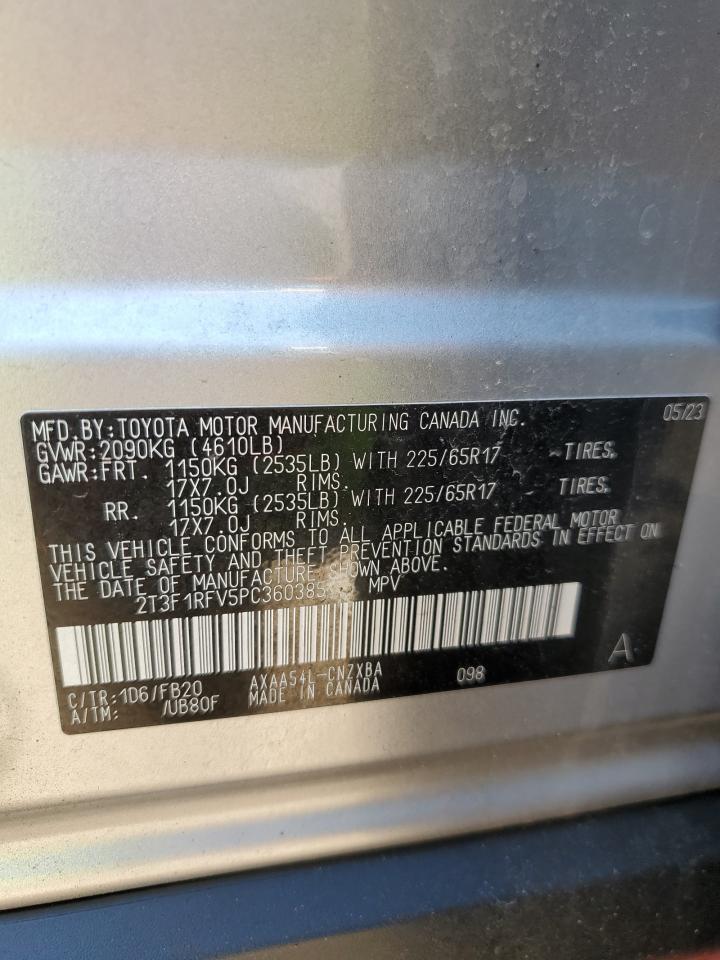 MFD.BY:TOYOTA MOTOR MANUFACTURING CANADA INC. 05/23
GVWR:2090KG (4610LB)
GAWR:FRT. 1150KG (2535LB) WITH 225/65R17 TIRES,
17X7.0J RIMS.
RR. 1150KG (2535LB) WITH 225/65R17 TIRES,
17X7.0J RIMS.
THIS VEHICLE CONFORMS TO ALL APPLICABLE FEDERAL MOTOR
VEHICLE SAFETY AND THEFT PREVENTION STANDARDS IN EFFECT ON
THE DATE OF MANUFACTURE SHOWN ABOVE.
MPV
C/TR:1D6/FB20 AXAA54L-CNZXBA 098 A
A/TM: /UB80F MADE IN CANADA